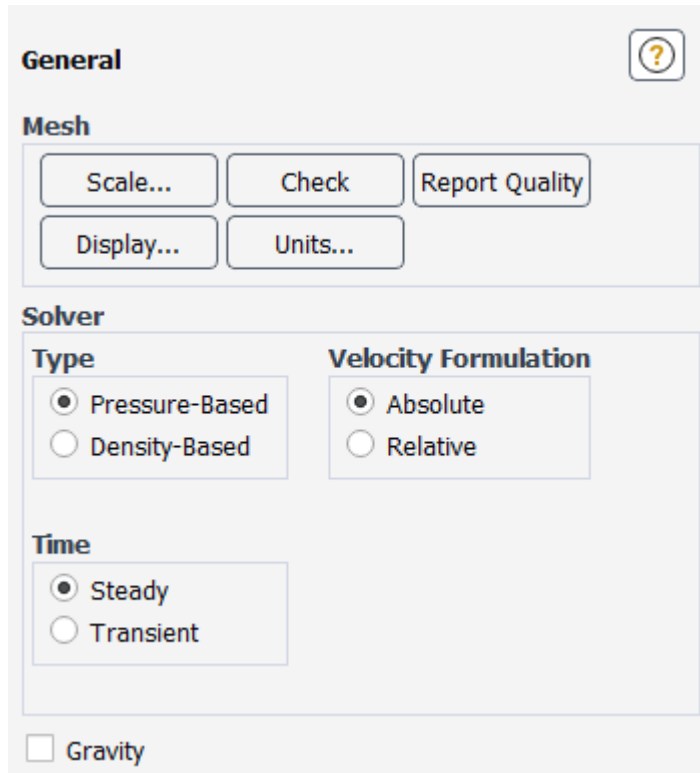 General
?
Mesh
Scale... Check Report Quality
Display... Units...
Solver
Type Velocity Formulation
Pressure-Based Absolute
Density-Based Relative
Time
Steady
Transient
Gravity